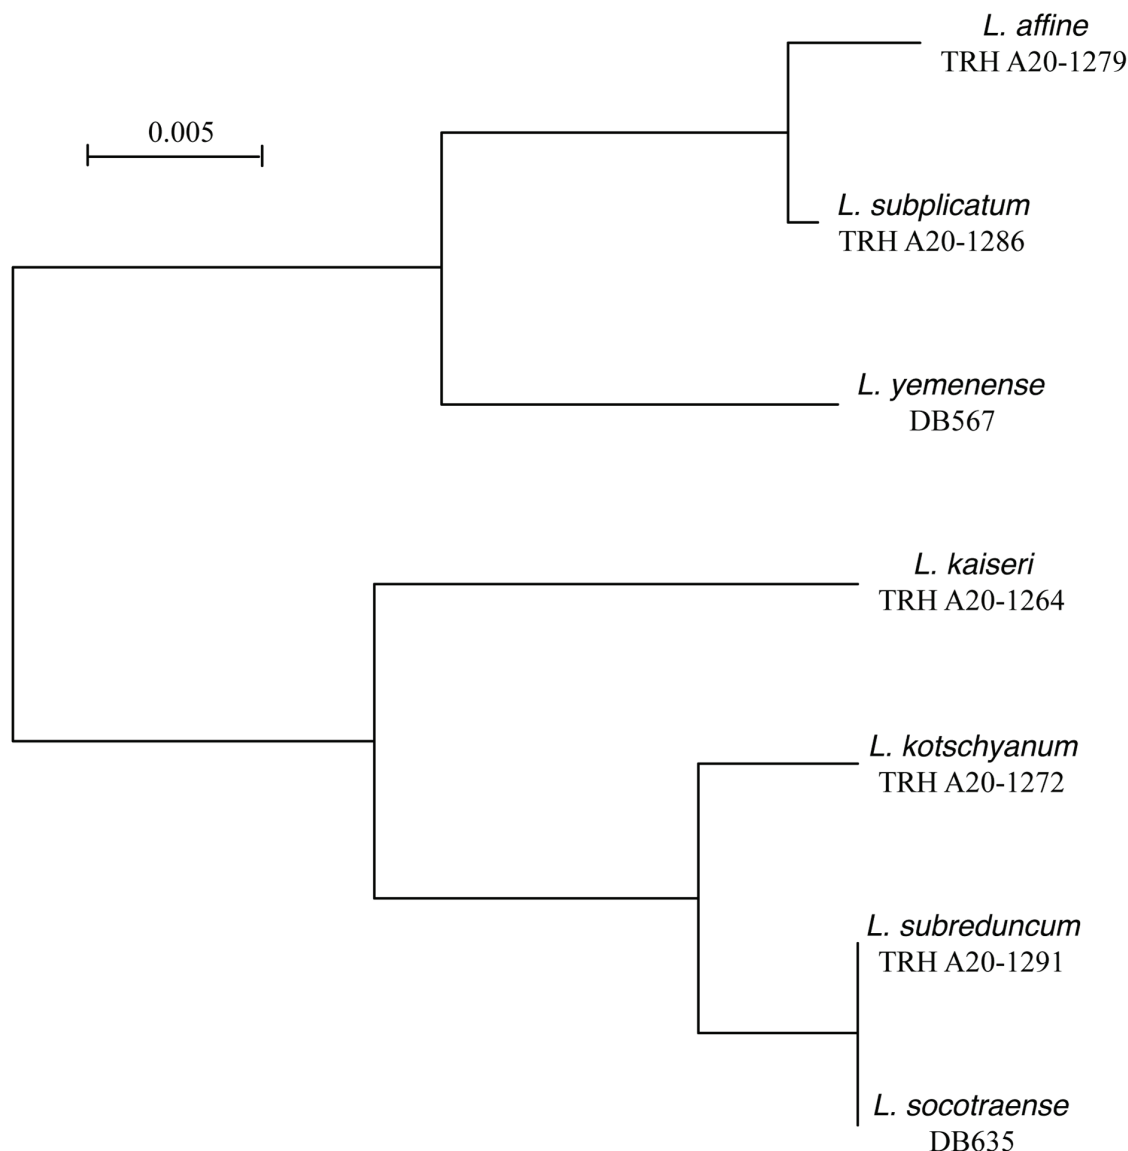 L. affine
TRH A20-1279
0.005
L. subplicatum
TRH A20-1286
L. yemenense
DB567
L. kaiseri
TRH A20-1264
L. kotschyanum
TRH A20-1272
L. subreduncum
TRH A20-1291
L. socotraense
DB635